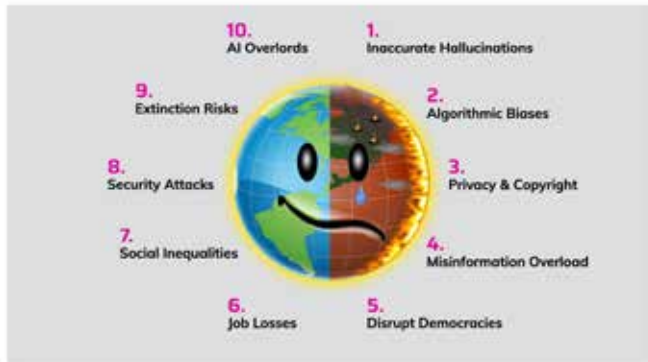 1.
Inaccurate Hallucinations
2.
Algorithmic Biases
3.
Privacy & Copyright
4.
Misinformation Overload
5.
Disrupt Democracies
6.
Job Losses
7.
Social Inequalities
8.
Security Attacks
9.
Extinction Risks
10.
AI Overlords